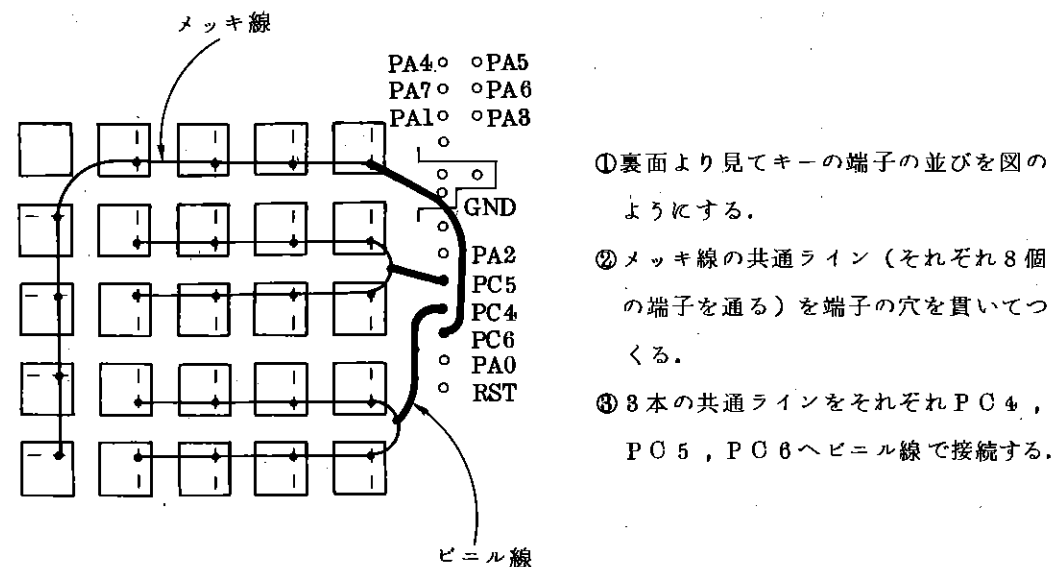 メッキ線
PA4 PA5
PA7 PA6
PA1 PA3
GND
PA2
PC5
PC4
PC6
PA0
RST
ビニル線
①裏面より見てキーの端子の並びを図の
ようにする.
②メッキ線の共通ライン(それぞれ8個
の端子を通る)を端子の穴を貫いてつ
くる.
③3本の共通ラインをそれぞれPC4,
PC5,PC6へビニル線で接続する.